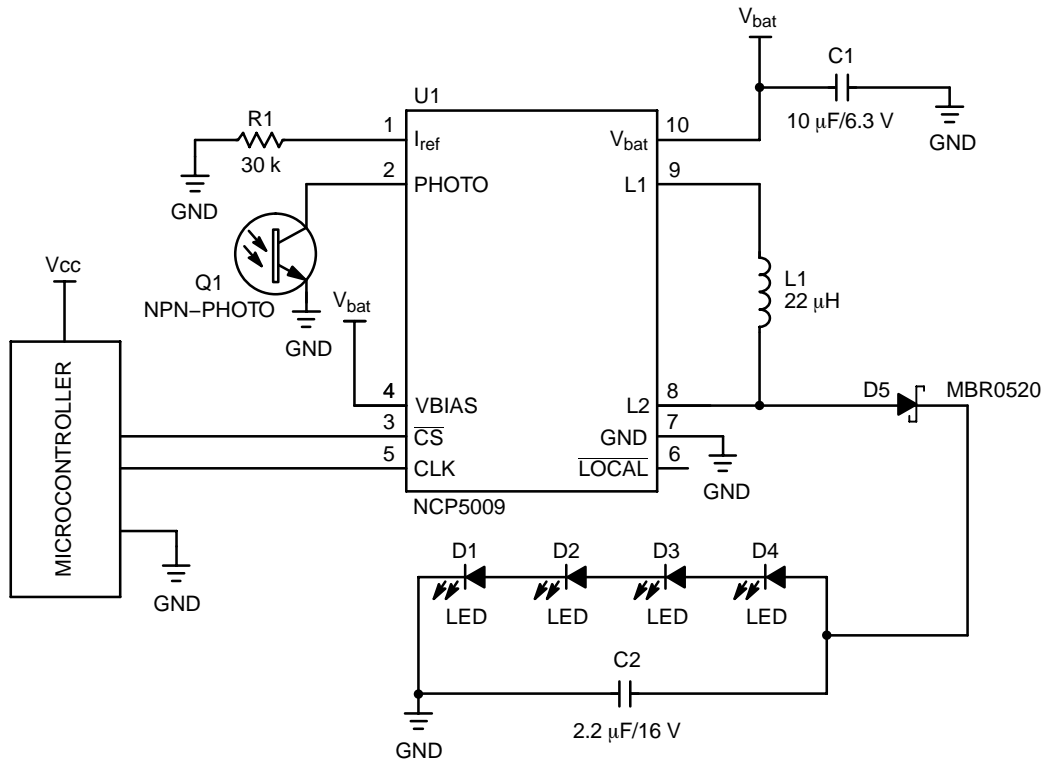 Vbat
C1
10 μF/6.3 V
GND
U1
R1
30 k
GND
1
Iref
2
PHOTO
Vbat
10
L1
9
Q1
NPN−PHOTO
GND
Vbat
L1
22 μH
Vcc
MICROCONTROLLER
GND
4
VBIAS
3
CS
5
CLK
L2
8
GND
7
LOCAL
6
GND
NCP5009
D5
MBR0520
D1
D2
D3
D4
LED
LED
LED
LED
C2
2.2 μF/16 V
GND